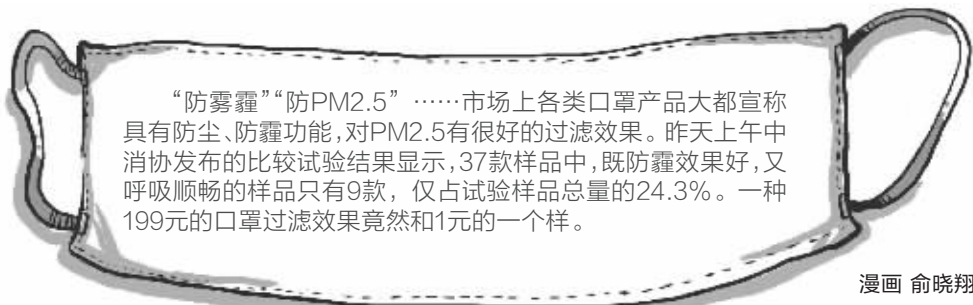 “防雾霾”“防PM2.5”……市场上各类口罩产品大都宣称
具有防尘、防霾功能,对PM2.5有很好的过滤效果。昨天上午中
消协发布的比较试验结果显示,37款样品中,既防霾效果好,又
呼吸顺畅的样品只有9款，仅占试验样品总量的24.3%。一种
199元的口罩过滤效果竟然和1元的一个样。
漫画 俞晓翔